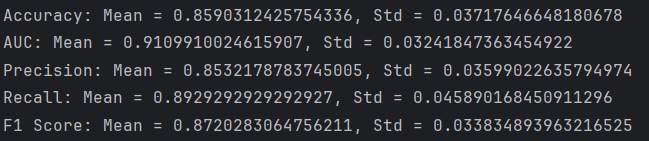 Accuracy: Mean = 0.8590312425754336, Std = 0.03717646648180678
AUC: Mean = 0.9109910024615907, Std = 0.03241847363454922
Precision: Mean = 0.8532178783745005, Std = 0.03599022635794974
Recall: Mean = 0.8929292929292927, Std = 0.045890168450911296
F1 Score: Mean = 0.8720283064756211, Std = 0.033834893963216525